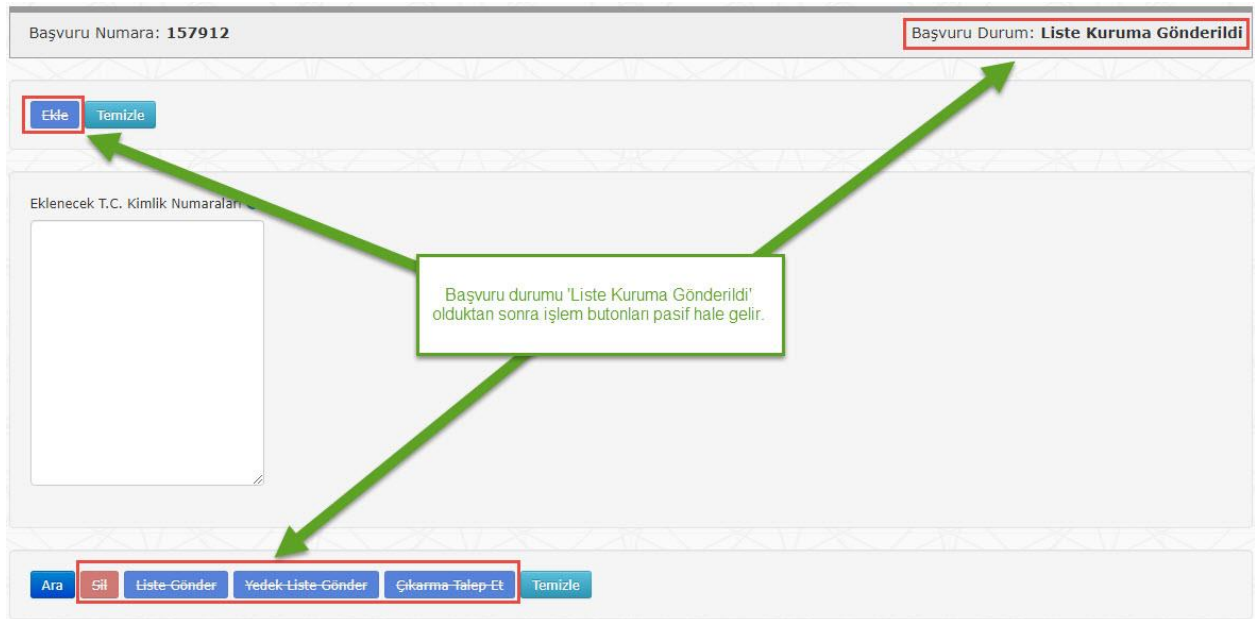 Başvuru Numara: 157912
Başvuru Durum: Liste Kuruma Gönderildi
Ekle Temizle
Eklenecek T.C. Kimlik Numaraları
Başvuru durumu 'Liste Kuruma Gönderildi'
olduktan sonra işlem butonları pasif hale gelir.
Ara Sil Liste Gönder Yedek Liste Gönder Çıkarma Talep Et Temizle